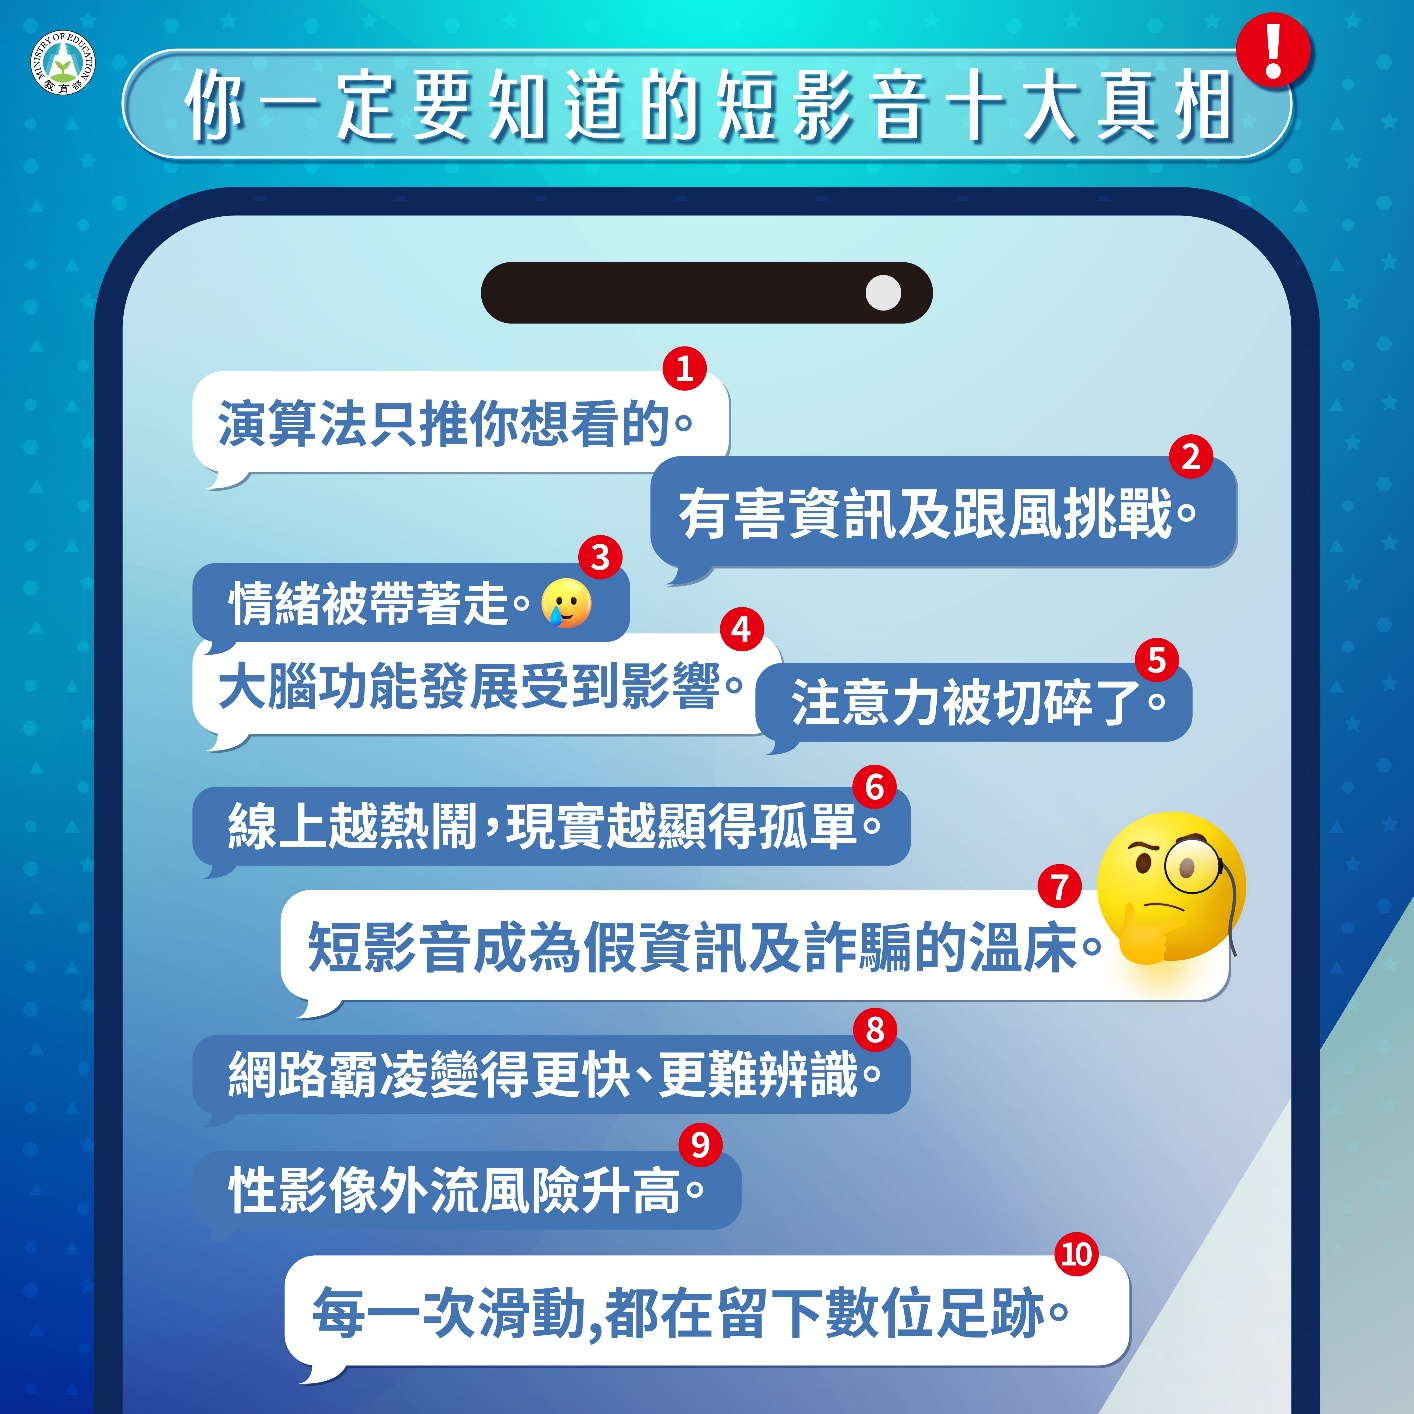 MINISTRY OF EDUCATION
教育部
你一定要知道的短影音十大真相
!
1
演算法只推你想看的。
2
有害資訊及跟風挑戰。
3
情緒被帶著走。
4
大腦功能發展受到影響。
5
注意力被切碎了。
6
線上越熱鬧，現實越顯得孤單。
7
短影音成為假資訊及詐騙的溫床。
8
網路霸凌變得更快、更難辨識。
9
性影像外流風險升高。
10
每一次滑動,都在留下數位足跡。